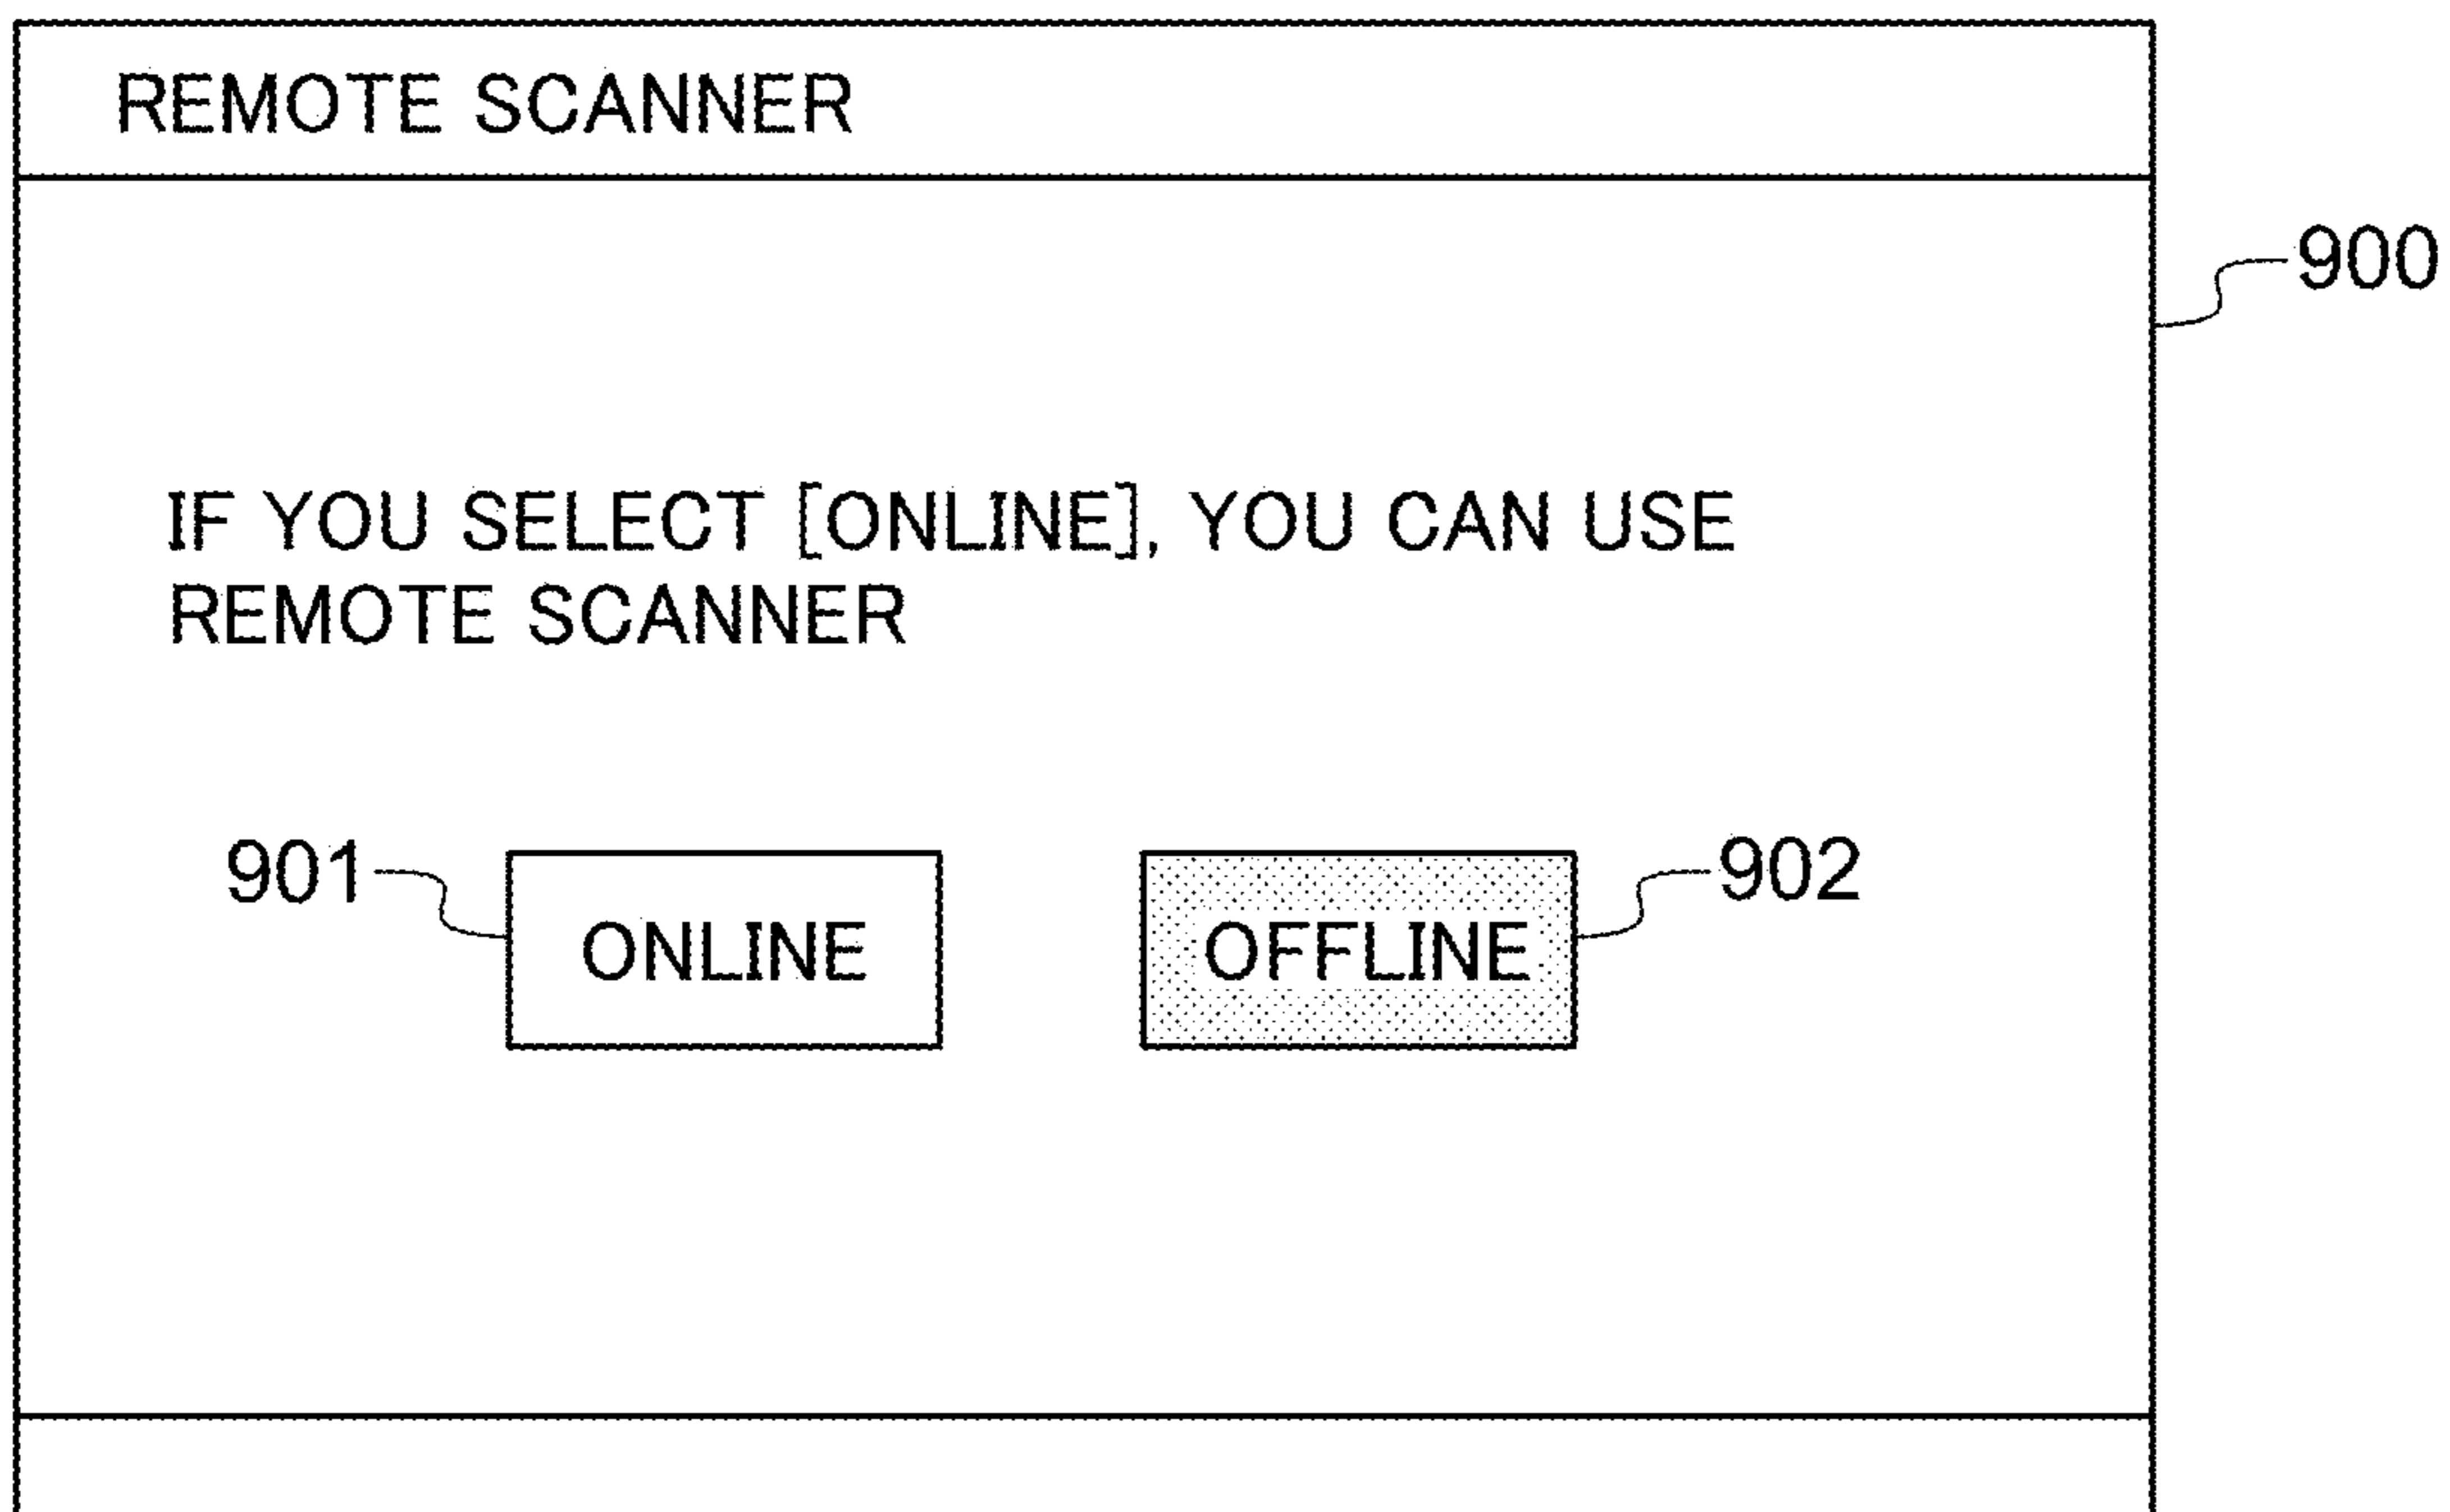 REMOTE SCANNER
900
IF YOU SELECT [ONLINE], YOU CAN USE
REMOTE SCANNER
901
ONLINE
OFFLINE
902